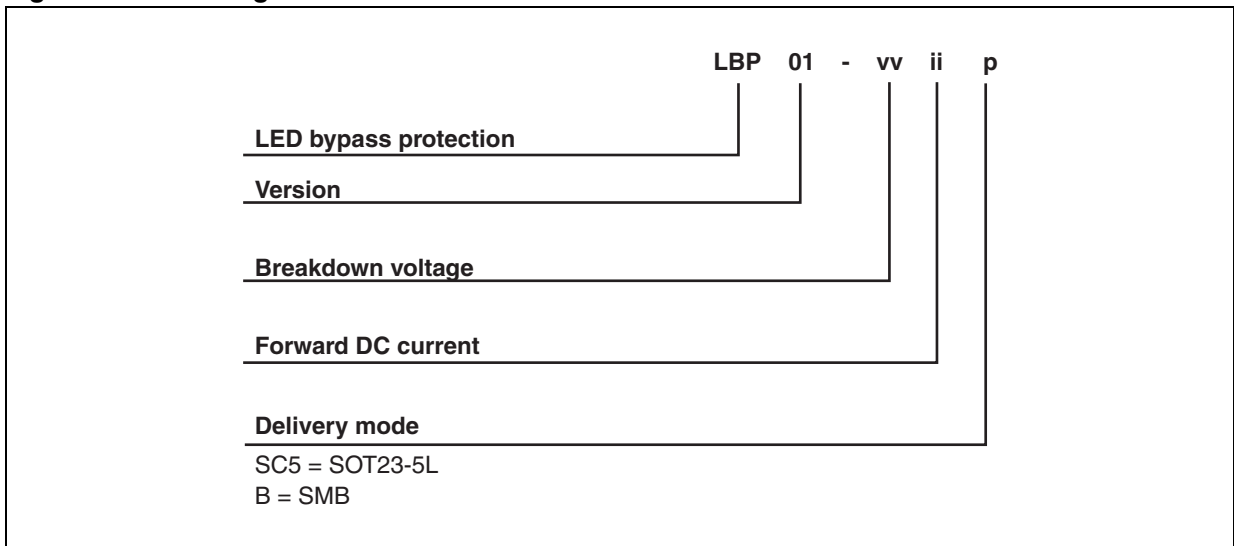 LBP 01 - vv ii p
LED bypass protection
Version
Breakdown voltage
Forward DC current
Delivery mode
SC5 = SOT23-5L
B = SMB